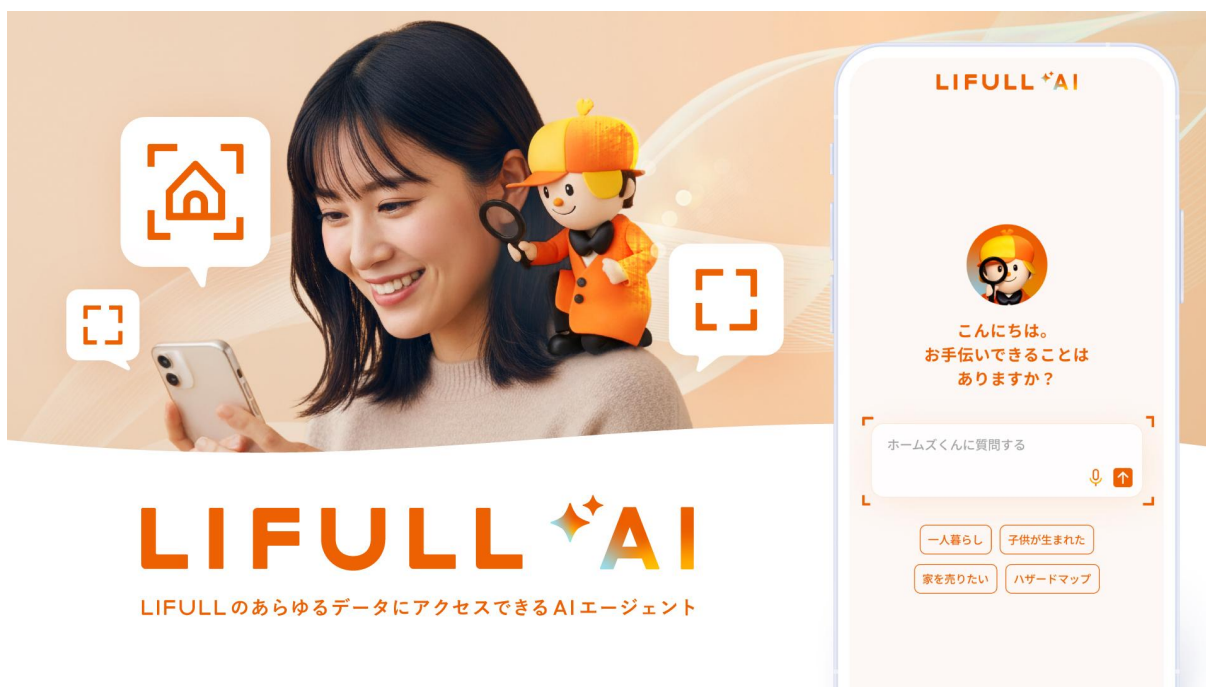 LIFULL AI
LIFULLのあらゆるデータにアクセスできるAIエージェント
LIFULL AI
こんにちは。
お手伝いできることは
ありますか？
ホームズくんに質問する
一人暮らし
子供が生まれた
家を売りたい
ハザードマップ